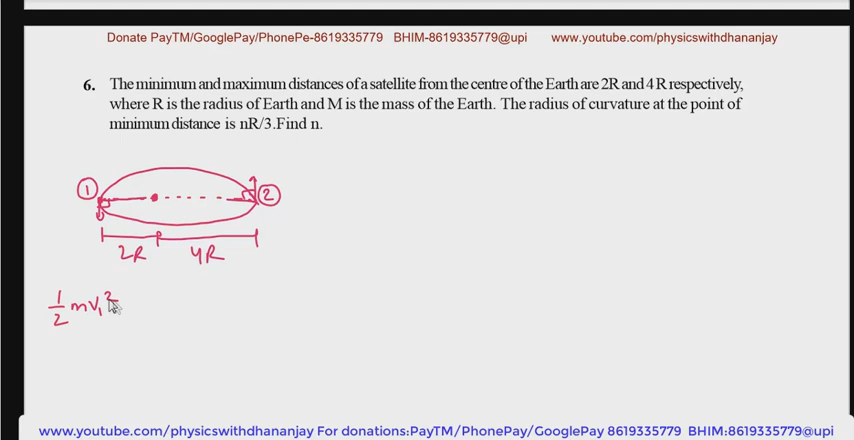 Donate PayTM/GooglePay/PhonePe-8619335779 BHIM-8619335779@upi www.youtube.com/physicswithdhananjay
6. The minimum and maximum distances of a satellite from the centre of the Earth are 2R and 4R respectively,
where R is the radius of Earth and M is the mass of the Earth. The radius of curvature at the point of
minimum distance is nR/3.Find n.
1 2
2R 4R
1/2 mv₁²
www.youtube.com/physicswithdhananjay For donations:PayTM/PhonePay/GooglePay 8619335779 BHIM:8619335779@upi